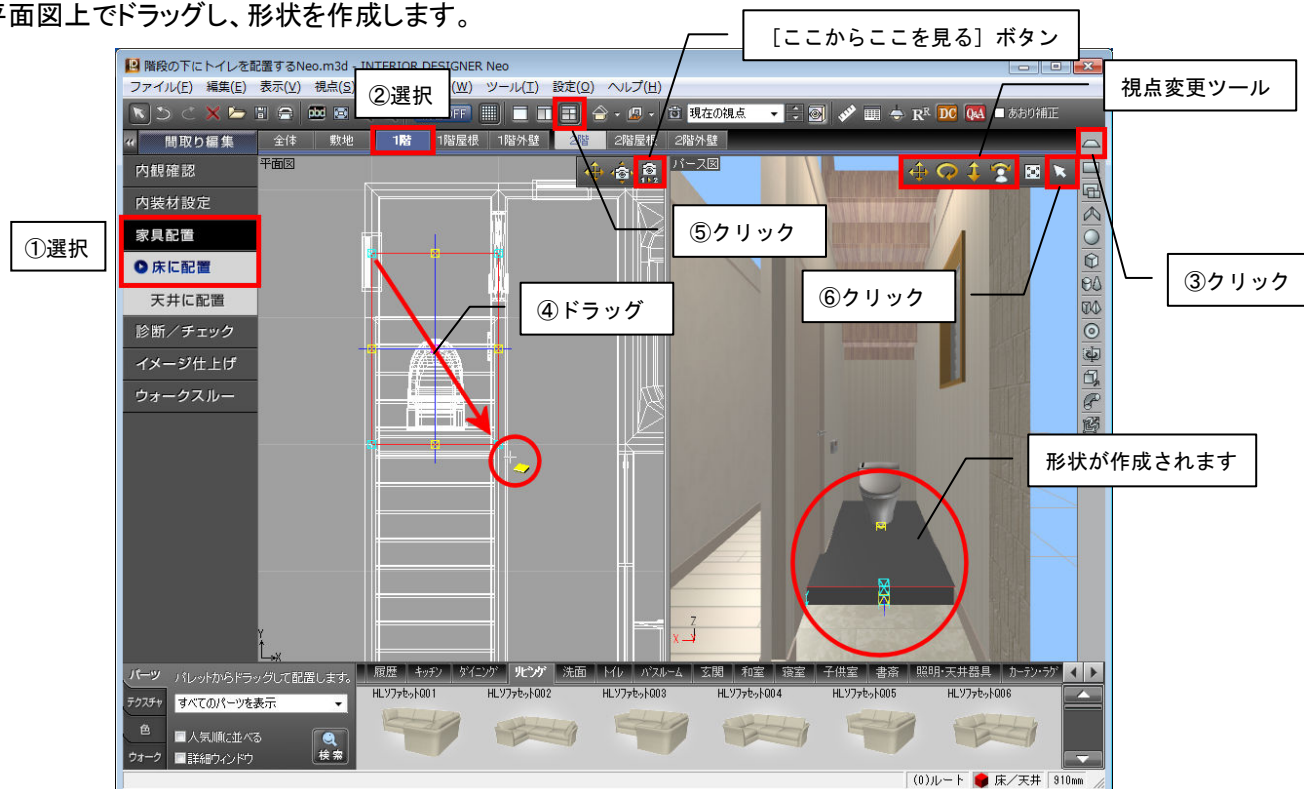 平面図上でドラッグし、形状を作成します。
[ここからここを見る] ボタン
階段の下にトイレを配置するNeo.m3d - INTERIOR DESIGNER Neo
ファイル(F) 編集(E) 表示(V) 視点(S) (W) ツール(T) 設定(O) ヘルプ(H)
②選択
視点変更ツール
現在の視点
RR DC Q&A あおり補正
間取り編集
全体 敷地 1階 1階屋根 1階外壁 2階 2階屋根 2階外壁
平面図
パース図
内観確認
内装材設定
家具配置
①選択
床に配置
天井に配置
診断/チェック
イメージ仕上げ
ウォークスルー
⑤クリック
③クリック
④ドラッグ
⑥クリック
形状が作成されます
Y
X
Z
X
パーツ パレットからドラッグして配置します。
履歴 キッチン ダイニング リビング 洗面 トイレ バスルーム 玄関 和室 寝室 子供室 書斎 照明・天井器具 カーテン・ラグ
テクスチャ すべてのパーツを表示
HLソファセット001 HLソファセット002 HLソファセット003 HLソファセット004 HLソファセット005 HLソファセット006
色 人気順に並べる
ウォーク 詳細ウィンドウ 検索
(0)ルート 床/天井 910mm